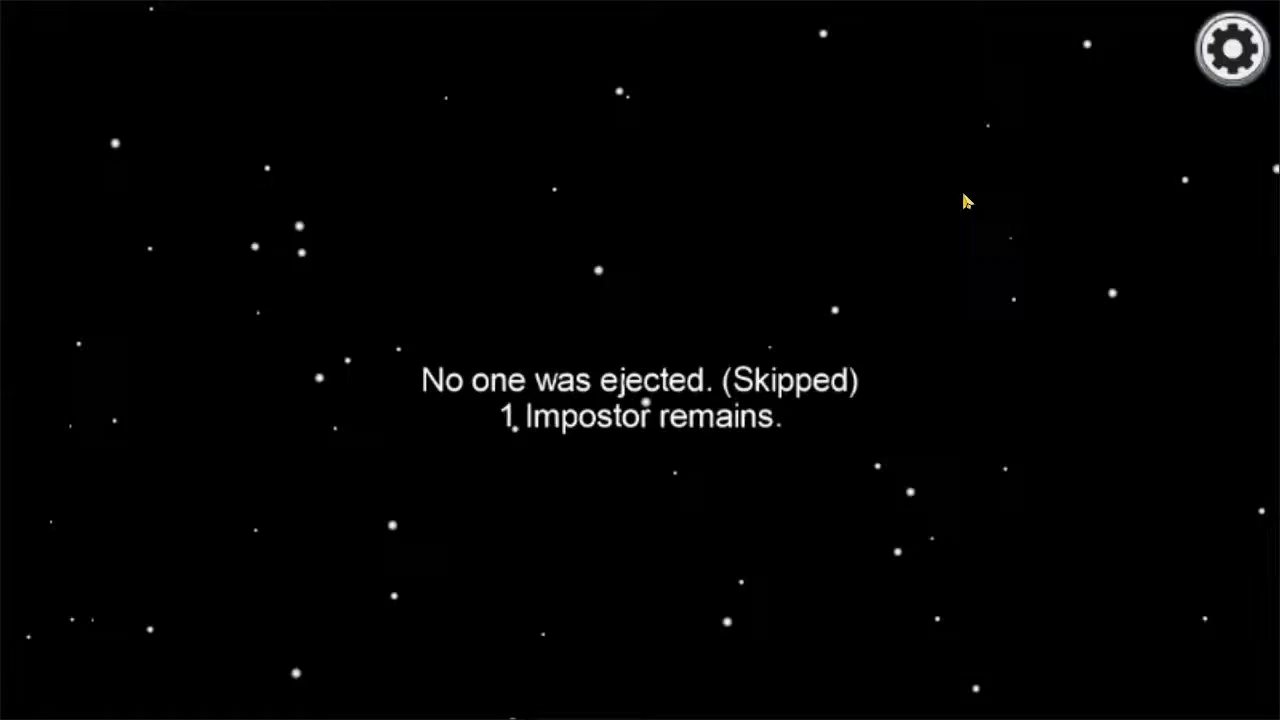 No one was ejected. (Skipped)
1 Impostor remains.